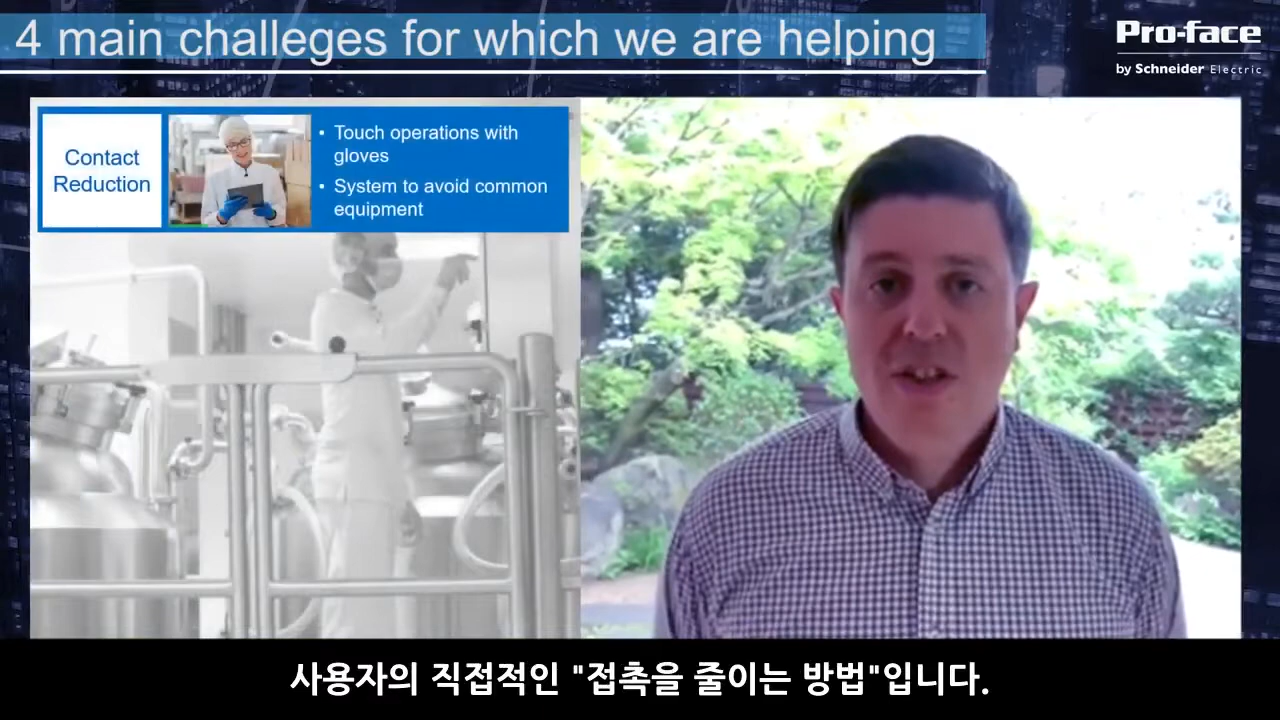 4 main challeges for which we are helping
Pro-face
by Schneider Electric
Contact
Reduction
• Touch operations with
gloves
• System to avoid common
equipment
사용자의 직접적인 "접촉을 줄이는 방법"입니다.